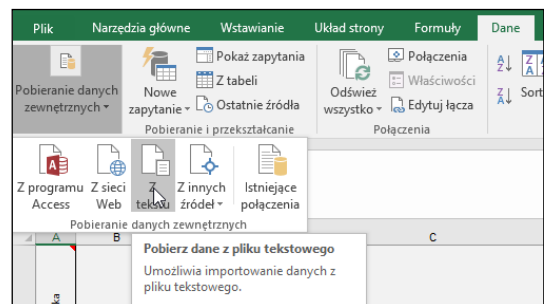 Plik Narzędzia główne Wstawianie Układ strony Formuły Dane
Pobieranie danych
zewnętrznych
Nowe
zapytanie
Pokaż zapytania
Z tabeli
Ostatnie źródła
Pobieranie i przekształcanie
Odśwież
wszystko
Połączenia
Właściwości
Edytuj łącza
Połączenia
A
Z
Z
A
Z A
Sort
Z programu
Access
Z sieci
Web
Z
tekstu
Z innych
źródeł
Istniejące
połączenia
Pobieranie danych zewnętrznych
A B C
Pobierz dane z pliku tekstowego
Umożliwia importowanie danych z
pliku tekstowego.